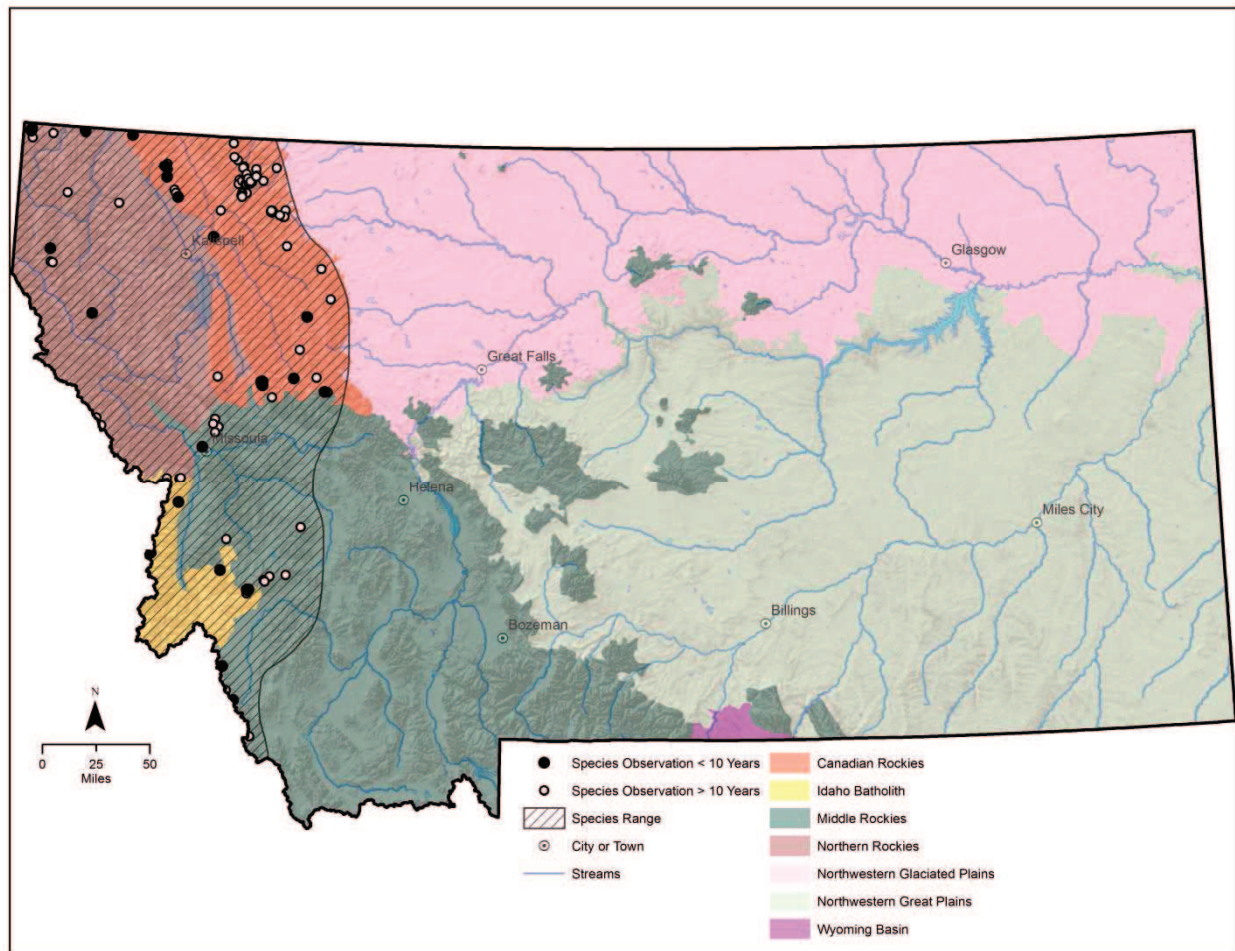 Kalispell
Glasgow
Great Falls
Missoula
Helena
Miles City
Billings
Bozeman
N
0 25 50
Miles
Species Observation < 10 Years
Species Observation > 10 Years
Species Range
City or Town
Streams
Canadian Rockies
Idaho Batholith
Middle Rockies
Northern Rockies
Northwestern Glaciated Plains
Northwestern Great Plains
Wyoming Basin